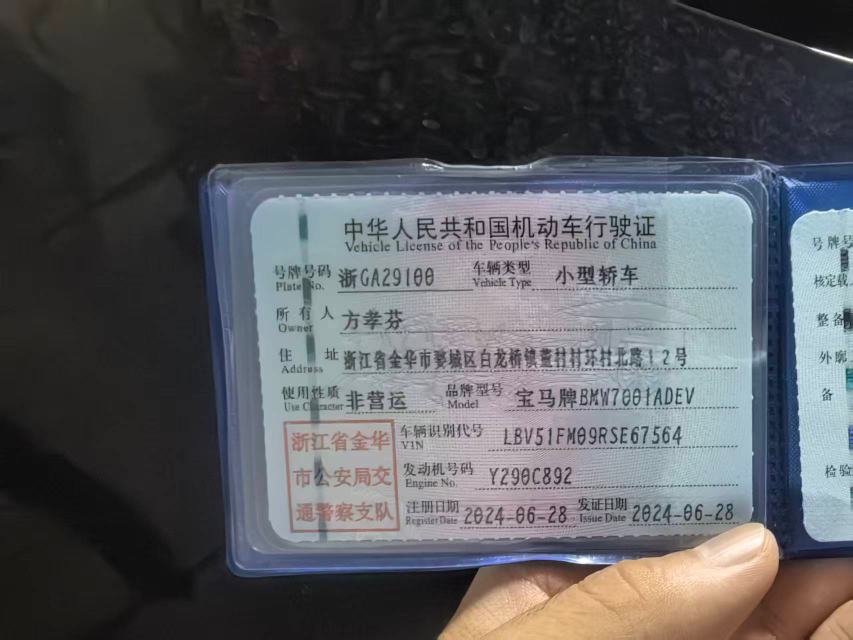 中华人民共和国机动车行驶证
Vehicle License of the People's Republic of China
号牌号码 浙GA29100 车辆类型 小型轿车
Plate No. Vehicle Type
所有人 方孝芬
Owner
住址 浙江省金华市婺城区白龙桥镇董村村环村北路12号
Address
使用性质 非营运 品牌型号 宝马牌BMW7001ADEV
Use Character Model
车辆识别代号 LBV51FM09RSE67564
VIN
发动机号码 Y290C892
Engine No.
注册日期 2024-06-28 发证日期 2024-06-28
Register Date Issue Date
浙江省金华
市公安局交
通警察支队
号牌号
核定载
整备
外廓
备
检验